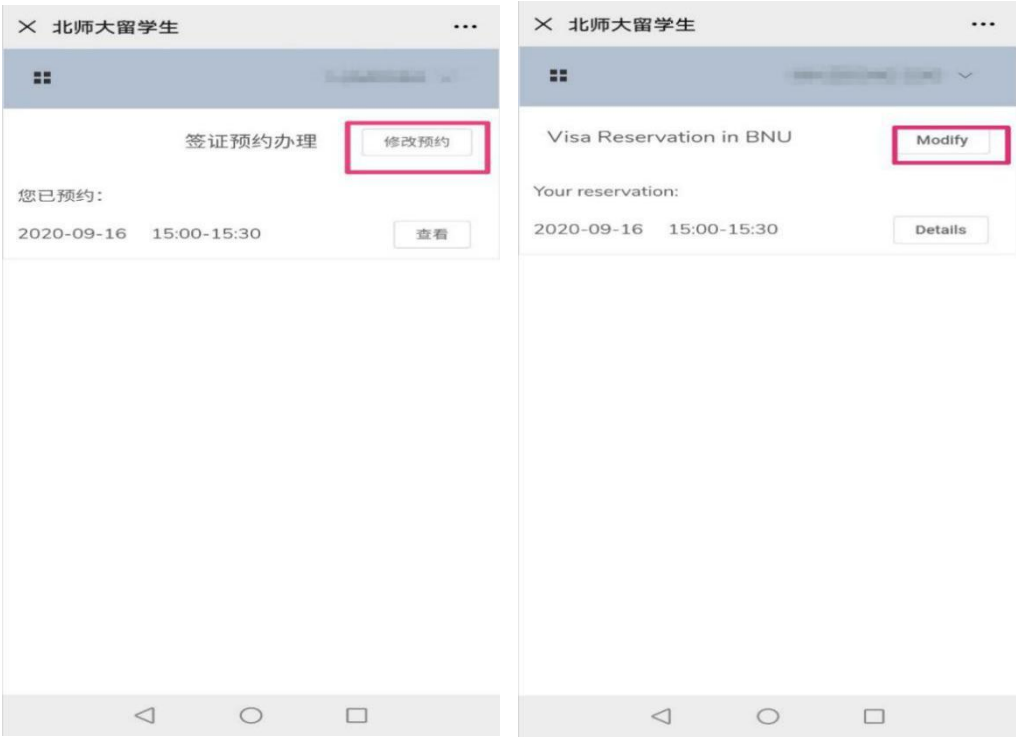 北师大留学生
签证预约办理 修改预约
您已预约：
2020-09-16 15:00-15:30 查看
北师大留学生
Visa Reservation in BNU Modify
Your reservation:
2020-09-16 15:00-15:30 Details